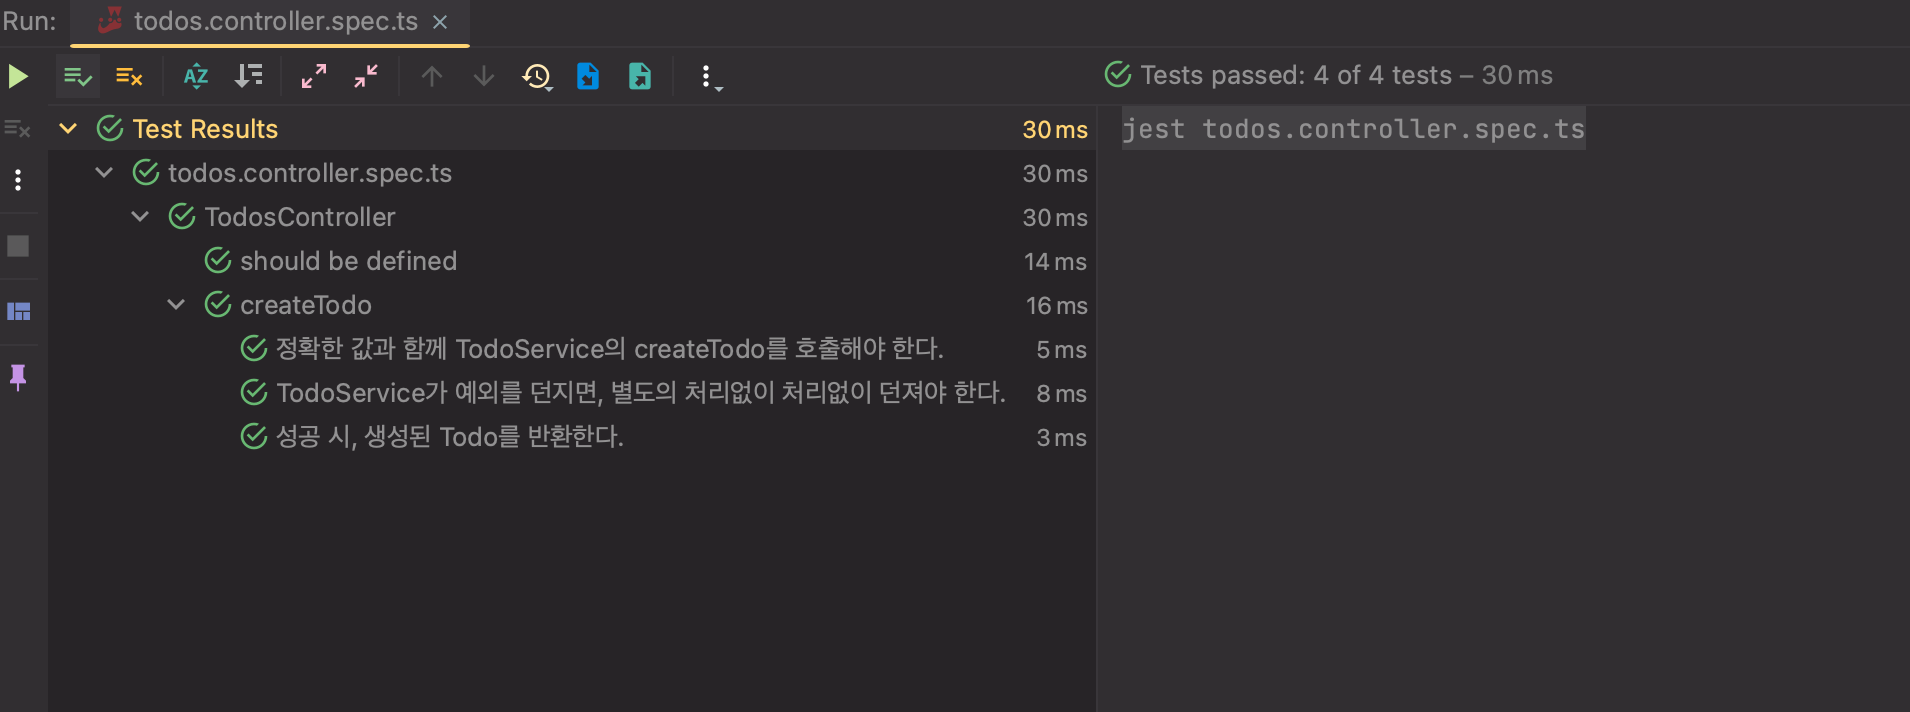 Run: todos.controller.spec.ts
Tests passed: 4 of 4 tests – 30 ms
Test Results 30 ms
todos.controller.spec.ts 30 ms
TodosController 30 ms
should be defined 14 ms
createTodo 16 ms
정확한 값과 함께 TodoService의 createTodo를 호출해야 한다. 5 ms
TodoService가 예외를 던지면, 별도의 처리없이 처리없이 던져야 한다. 8 ms
성공 시, 생성된 Todo를 반환한다. 3 ms
jest todos.controller.spec.ts